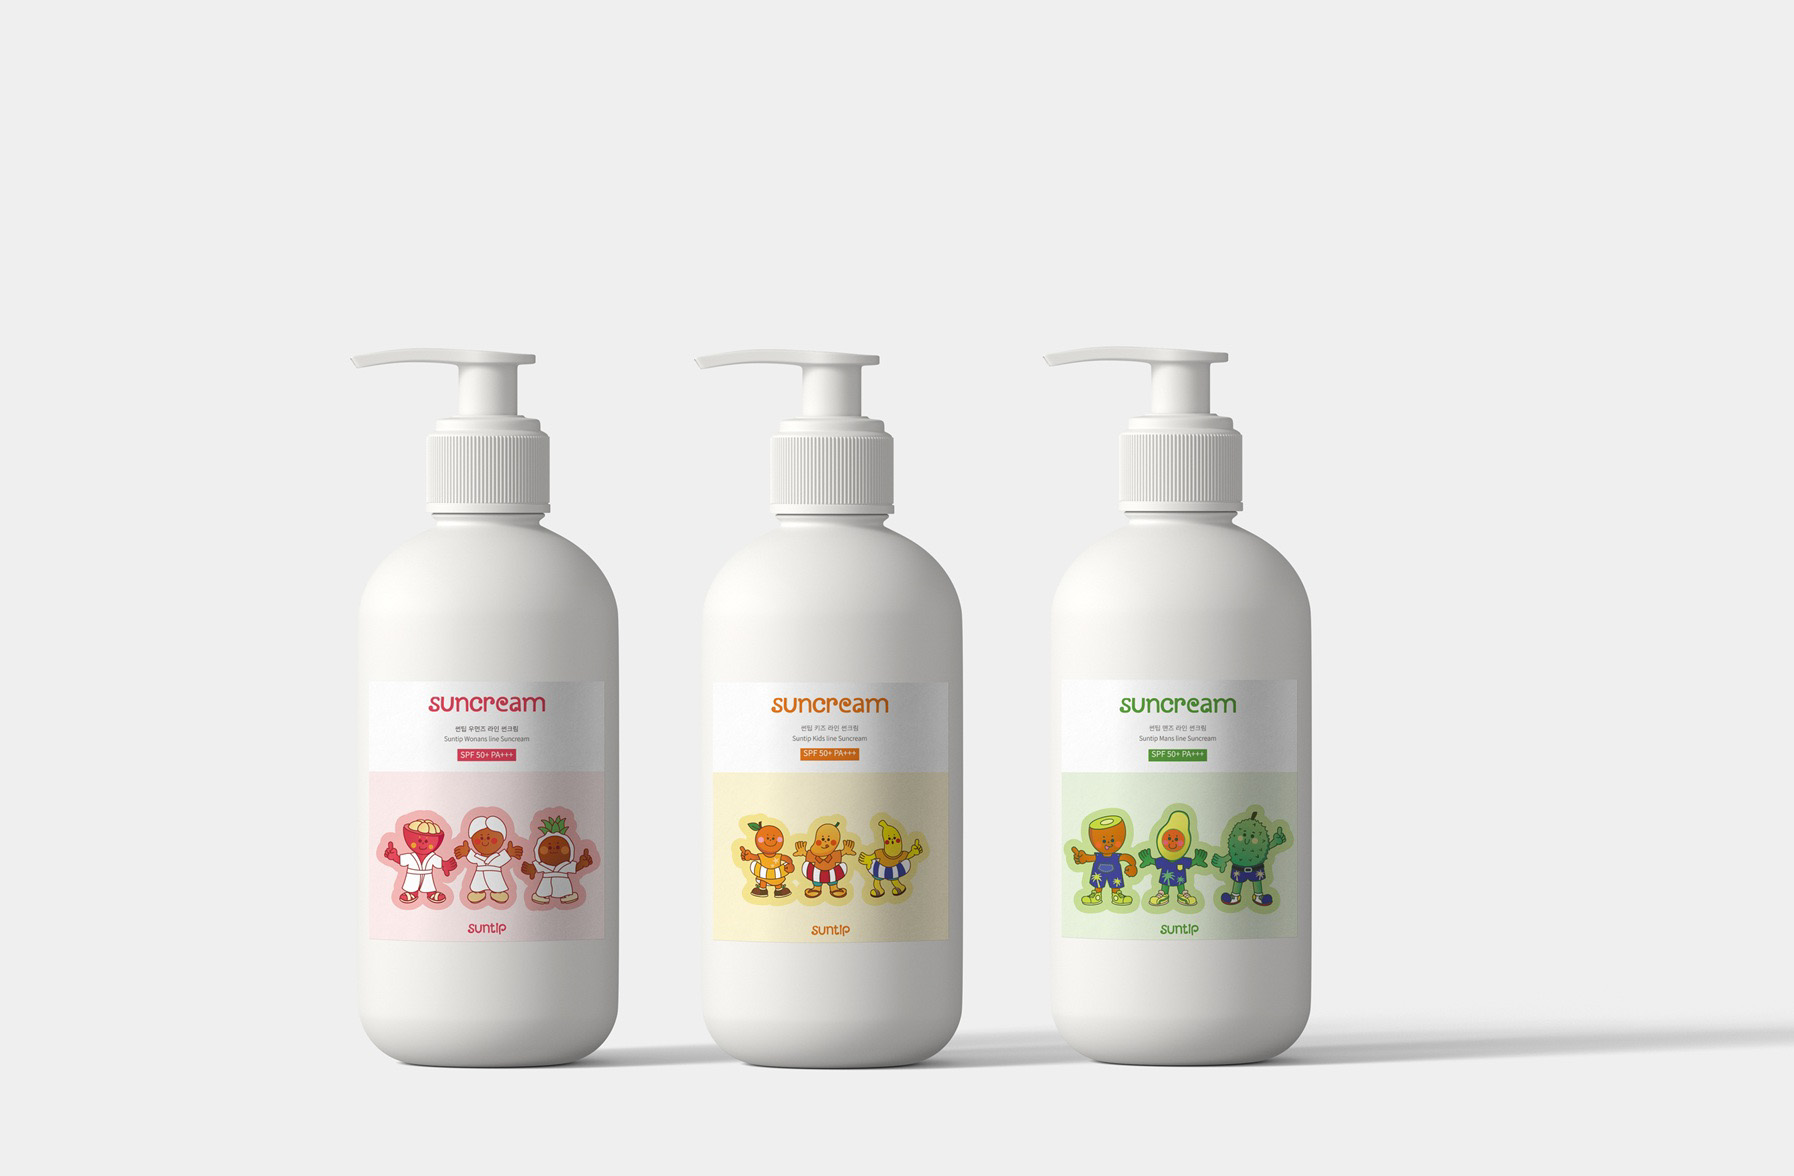 suncream
썬팁 우먼즈 라인 썬크림
Suntip Womans line Suncream
SPF 50+ PA+++
suntip
suncream
썬팁 키즈 라인 썬크림
Suntip Kids line Suncream
SPF 50+ PA+++
suntip
suncream
썬팁 맨즈 라인 썬크림
Suntip Mans line Suncream
SPF 50+ PA+++
suntip